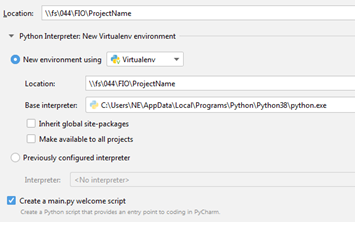 Location: \\fs\044\FIO\ProjectName
Python Interpreter: New Virtualenv environment
New environment using Virtualenv
Location: \\fs\044\FIO\ProjectName
Base interpreter: C:\Users\NE\AppData\Local\Programs\Python\Python38\python.exe
Inherit global site-packages
Make available to all projects
Previously configured interpreter
Interpreter: <No interpreter>
Create a main.py welcome script
Create a Python script that provides an entry point to coding in PyCharm.